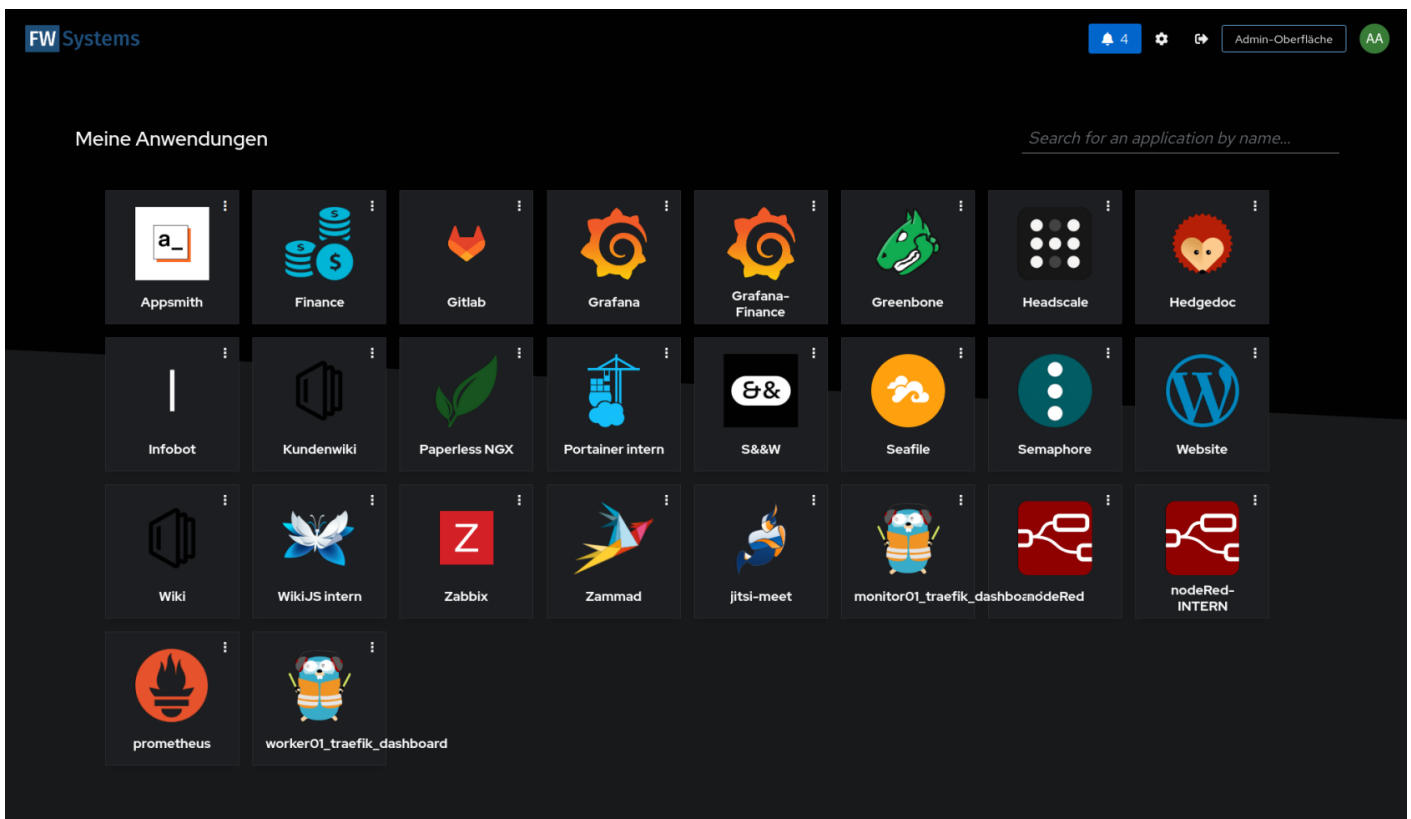 FW Systems
4
Admin-Oberfläche
AA
Meine Anwendungen
Search for an application by name...
a_
Appsmith
Finance
Gitlab
Grafana
Grafana-
Finance
Greenbone
Headscale
Hedgedoc
Infobot
Kundenwiki
Paperless NGX
Portainer intern
&&
S&&W
Seafile
Semaphore
Website
Wiki
WikiJS intern
Z
Zabbix
Zammad
jitsi-meet
monitor01_traefik_dashboard
nodeRed
nodeRed-
INTERN
prometheus
worker01_traefik_dashboard